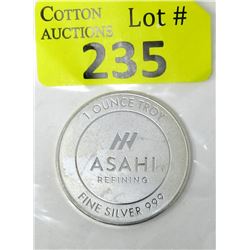 COTTON
AUCTIONS
Lot #
235
1 OUNCE TROY
ASAHI
REFINING
FINE SILVER 999